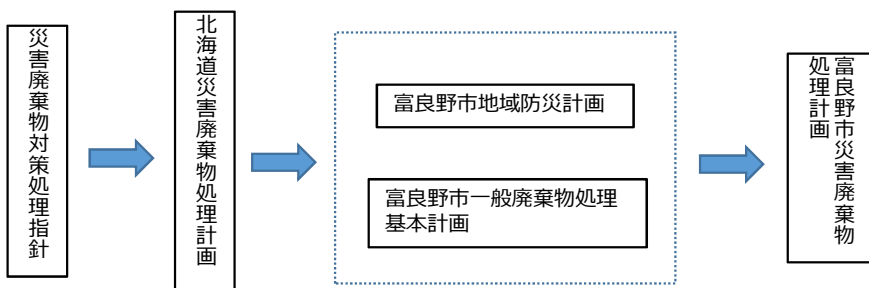 災害廃棄物対策処理指針
北海道災害廃棄物処理計画
富良野市地域防災計画
富良野市一般廃棄物処理
基本計画
富良野市災害廃棄物
処理計画